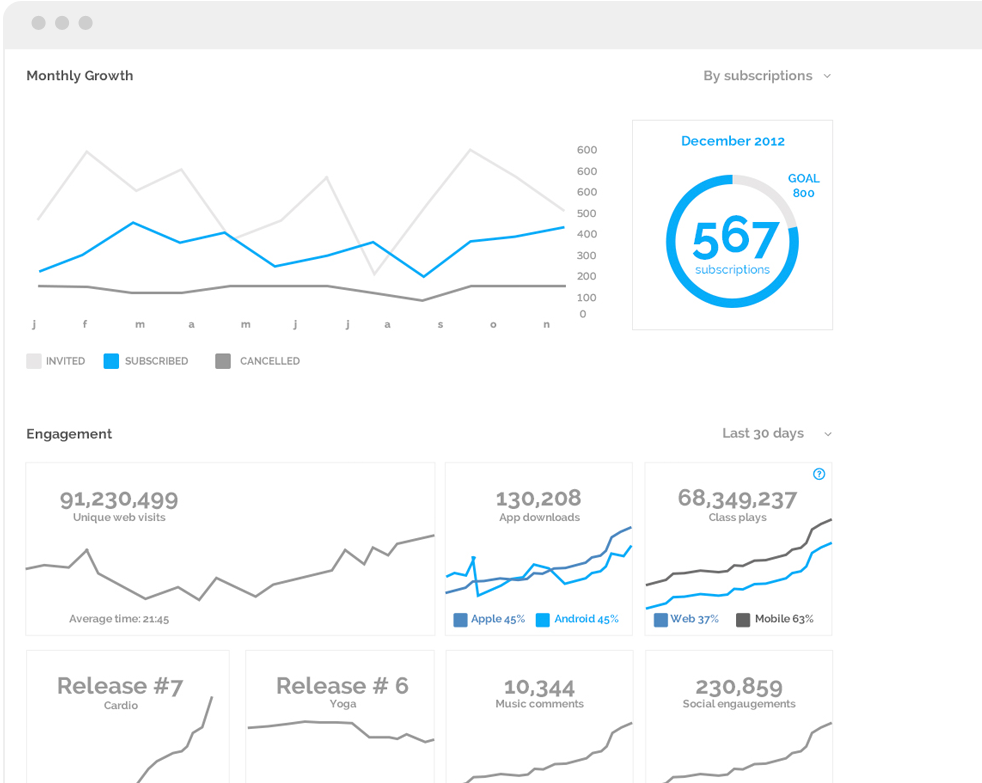 Monthly Growth
By subscriptions
December 2012
GOAL
800
567
subscriptions
600
600
600
500
400
300
200
100
0
j f m a m j j a s o n
INVITED SUBSCRIBED CANCELLED
Engagement
Last 30 days
91,230,499
Unique web visits
Average time: 21:45
130,208
App downloads
Apple 45% Android 45%
?
68,349,237
Class plays
Web 37% Mobile 63%
Release #7
Cardio
Release # 6
Yoga
10,344
Music comments
230,859
Social engaugements